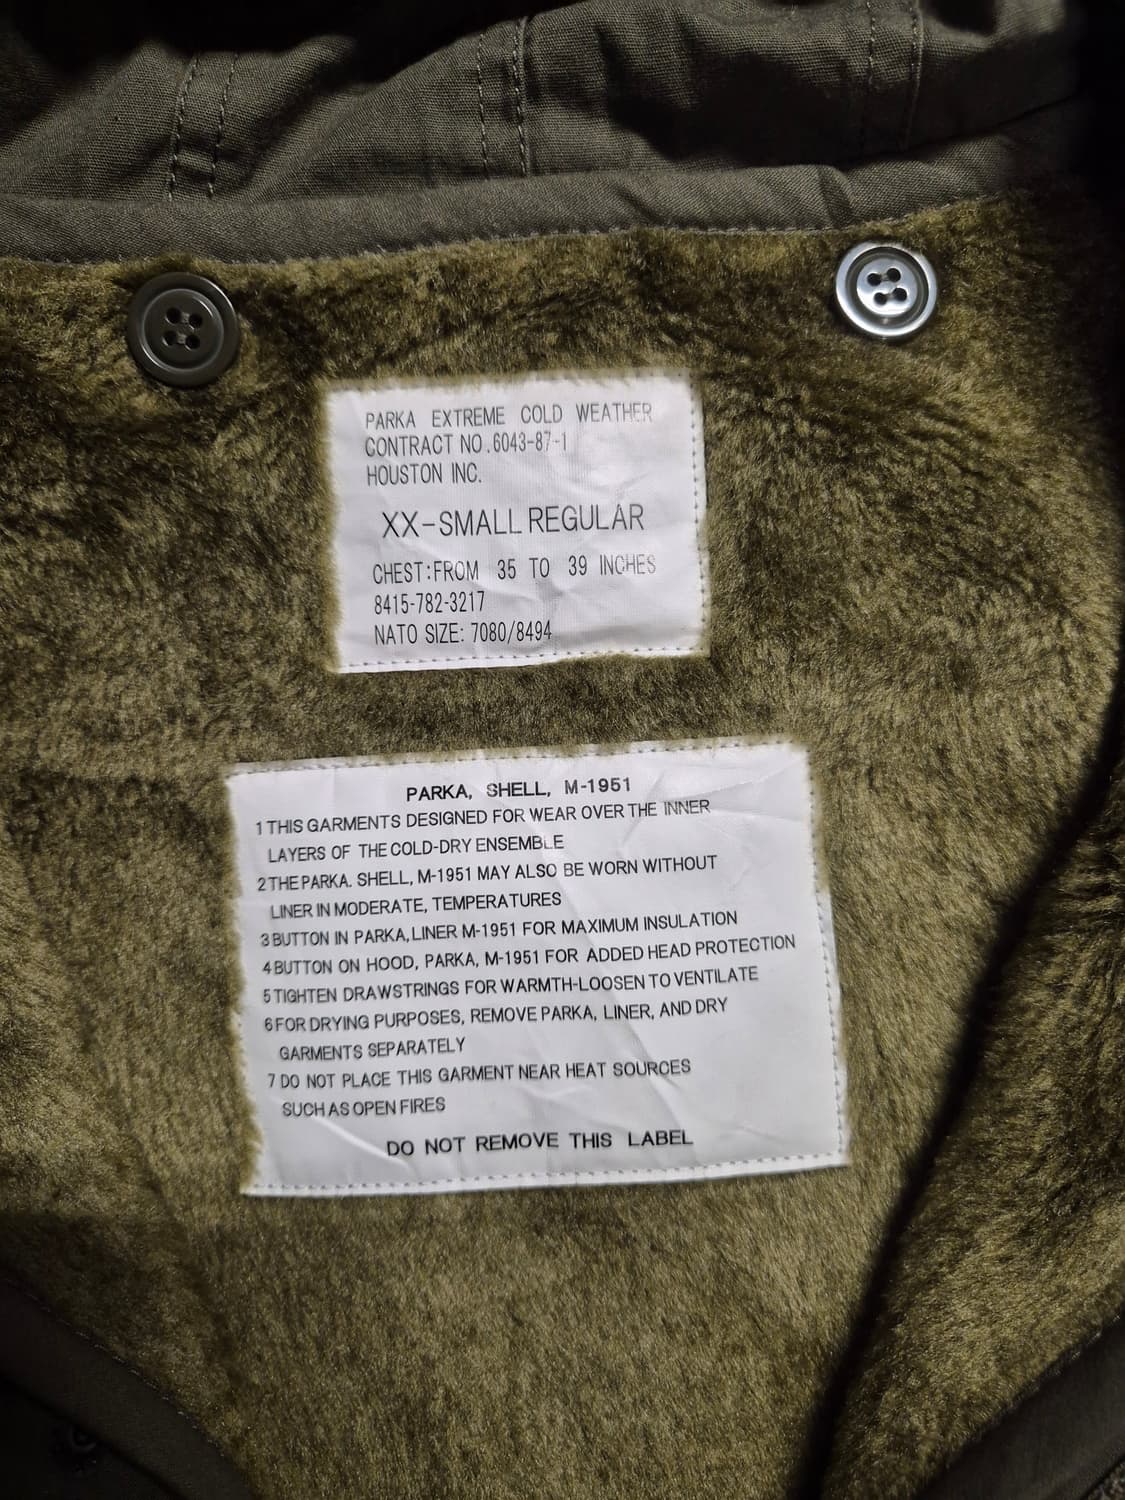 PARKA EXTREME COLD WEATHER
CONTRACT NO.6043-87-1
HOUSTON INC.
XX-SMALL REGULAR
CHEST:FROM 35 TO 39 INCHES
8415-782-3217
NATO SIZE: 7080/8494
PARKA, SHELL, M-1951
1 THIS GARMENTS DESIGNED FOR WEAR OVER THE INNER
LAYERS OF THE COLD-DRY ENSEMBLE
2 THE PARKA. SHELL, M-1951 MAY ALSO BE WORN WITHOUT
LINER IN MODERATE, TEMPERATURES
3 BUTTON IN PARKA, LINER M-1951 FOR MAXIMUM INSULATION
4 BUTTON ON HOOD, PARKA, M-1951 FOR ADDED HEAD PROTECTION
5 TIGHTEN DRAWSTRINGS FOR WARMTH-LOOSEN TO VENTILATE
6 FOR DRYING PURPOSES, REMOVE PARKA, LINER, AND DRY
GARMENTS SEPARATELY
7 DO NOT PLACE THIS GARMENT NEAR HEAT SOURCES
SUCH AS OPEN FIRES
DO NOT REMOVE THIS LABEL